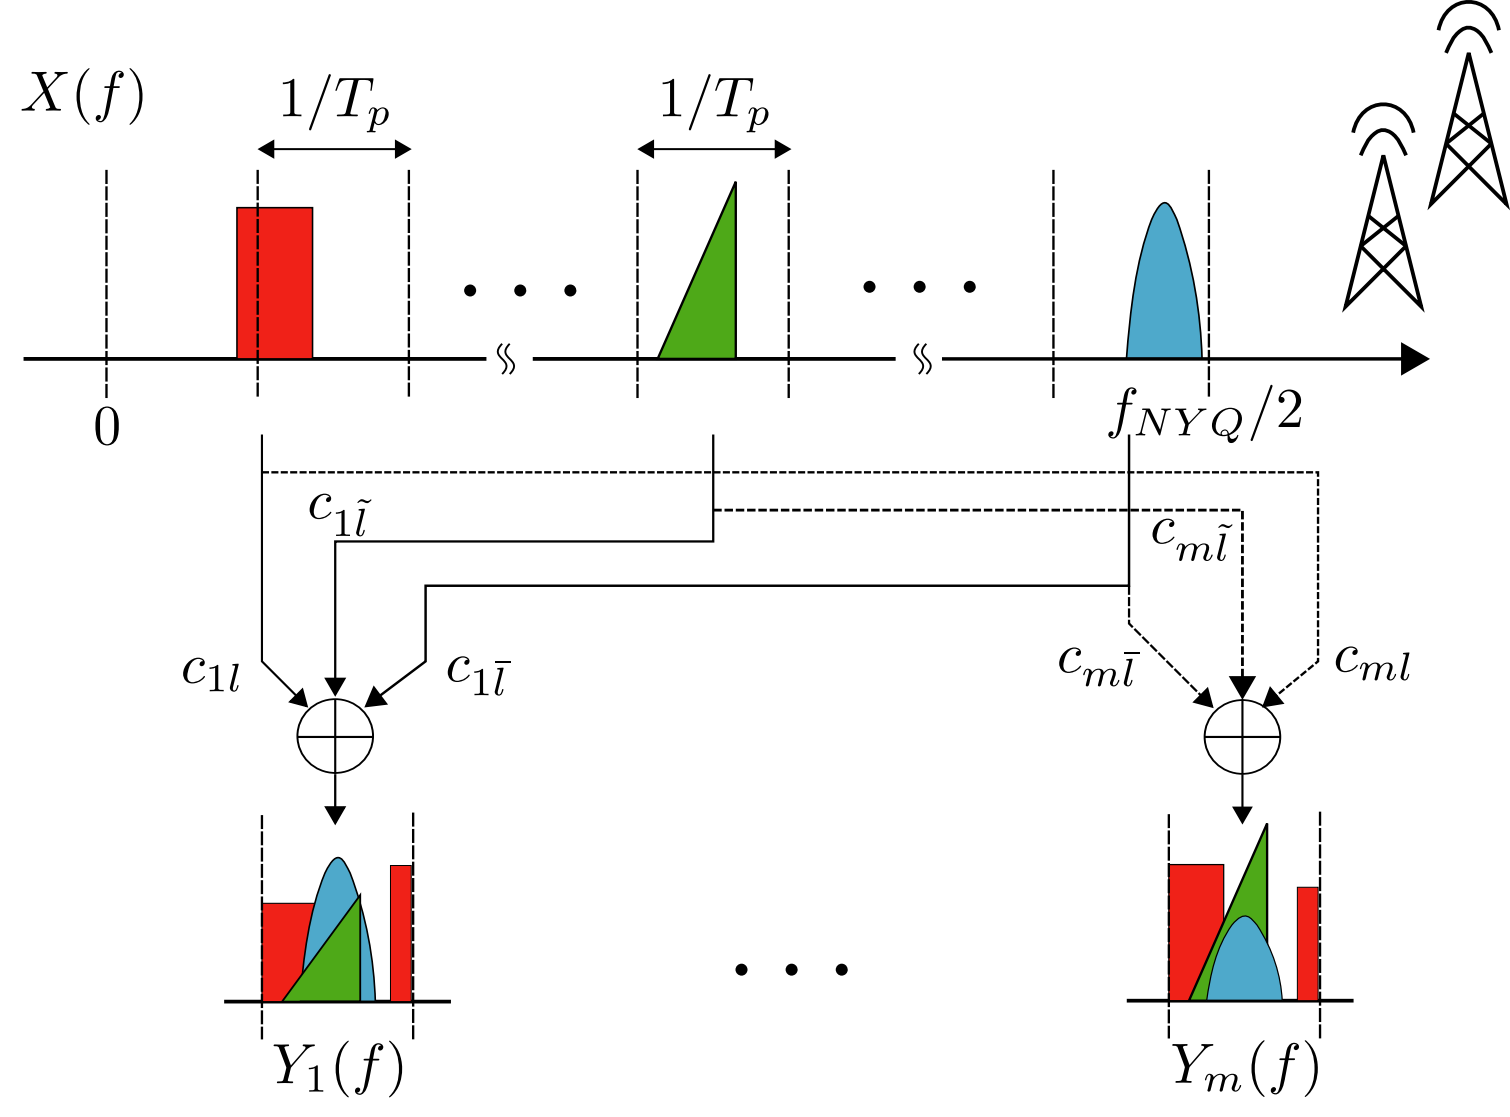 X(f)
1/T_p
1/T_p
0
f_{NYQ}/2
c_{1\tilde{l}}
c_{m\tilde{l}}
c_{1l}
c_{1\bar{l}}
c_{m\bar{l}}
c_{ml}
Y_1(f)
Y_m(f)